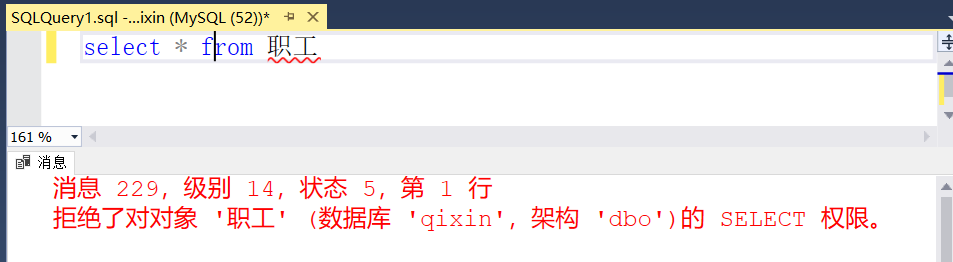 SQLQuery1.sql -...ixin (MySQL (52))*
select * from 职工
161 %
消息
消息 229，级别 14，状态 5，第 1 行
拒绝了对对象 '职工' (数据库 'qixin'，架构 'dbo')的 SELECT 权限。